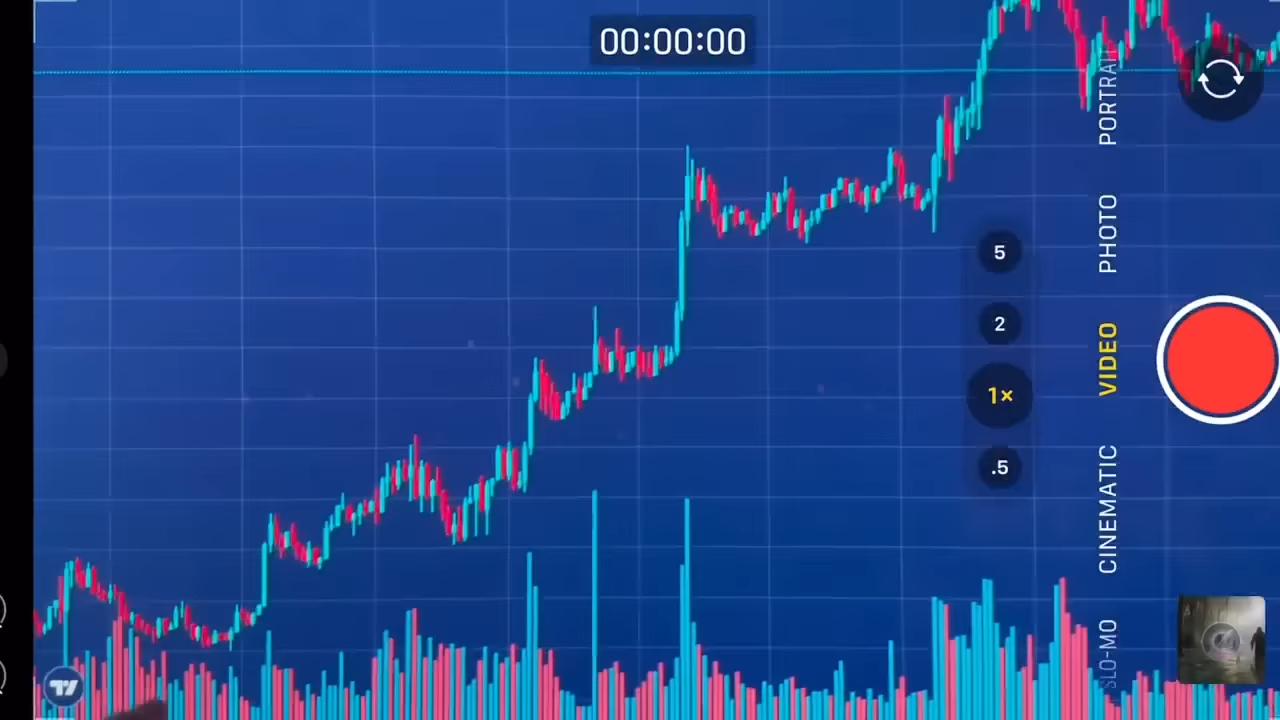 00:00:00
PORTRAIT
PHOTO
VIDEO
CINEMATIC
SLO-MO
5
2
1×
.5